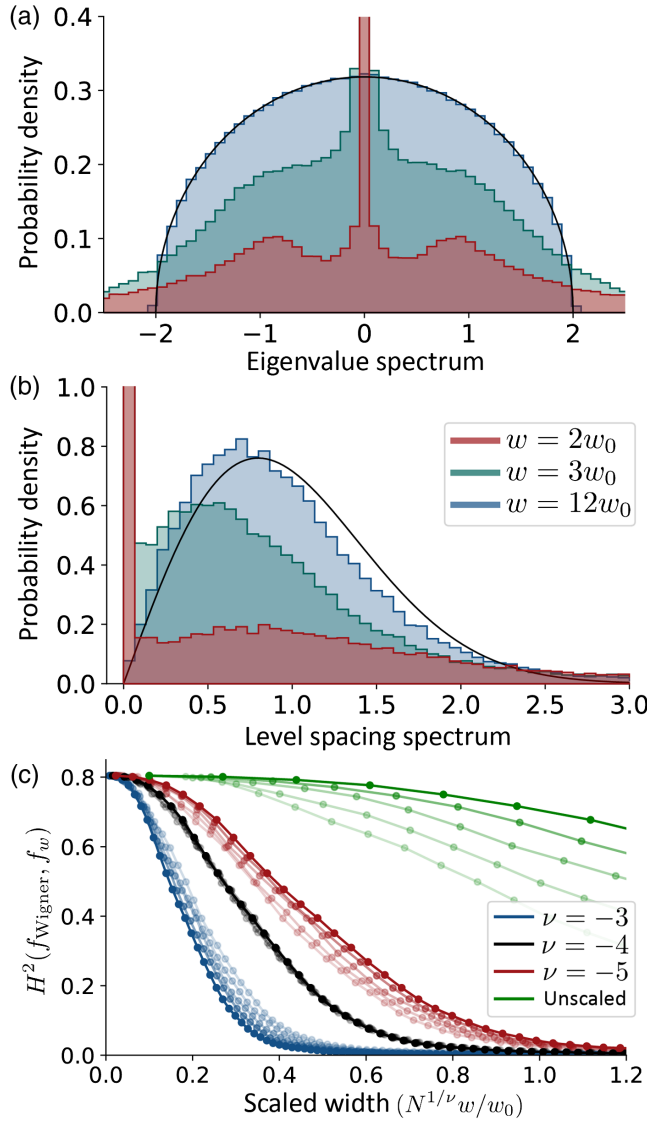 (a)
Probability density
0.4
0.3
0.2
0.1
0.0
−2 −1 0 1 2
Eigenvalue spectrum
(b)
Probability density
1.0
0.8
0.6
0.4
0.2
0.0
w = 2w₀
w = 3w₀
w = 12w₀
0.0 0.5 1.0 1.5 2.0 2.5 3.0
Level spacing spectrum
(c)
H²(f_Wigner, f_w)
0.8
0.6
0.4
0.2
0.0
ν = −3
ν = −4
ν = −5
Unscaled
0.0 0.2 0.4 0.6 0.8 1.0 1.2
Scaled width (N^{1/ν}w/w₀)